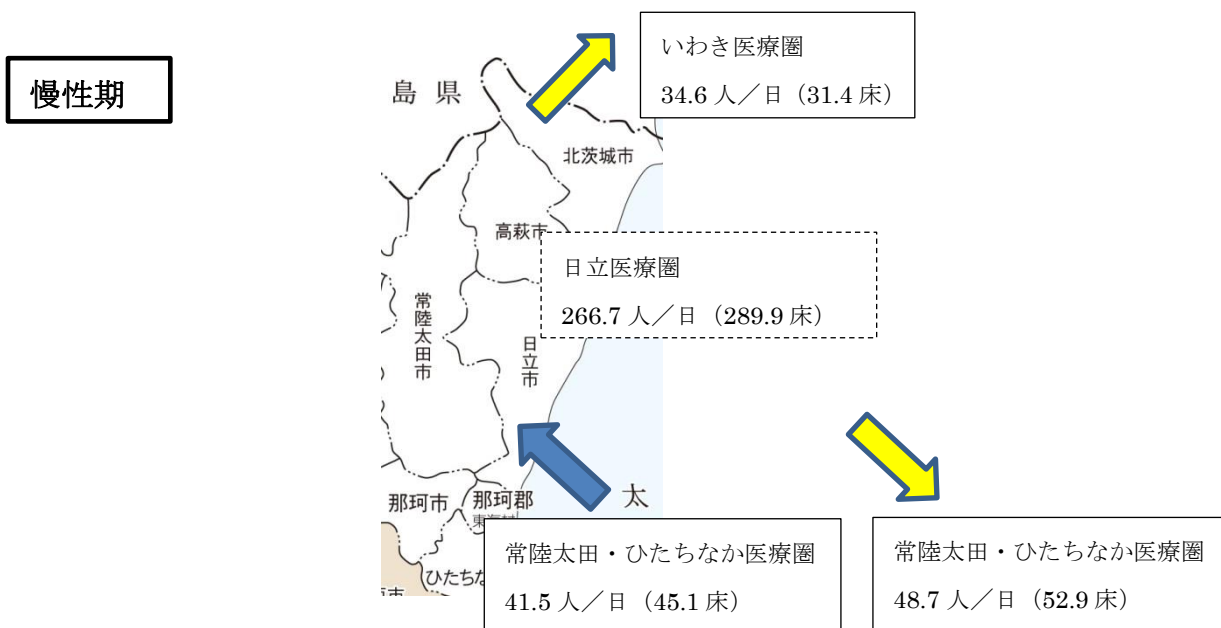 慢性期
いわき医療圏
34.6 人／日（31.4 床）
島 県
北茨城市
高萩市
日立医療圏
266.7 人／日（289.9 床）
常陸太田市
日立市
那珂市
那珂郡
太
常陸太田・ひたちなか医療圏
41.5 人／日（45.1 床）
常陸太田・ひたちなか医療圏
48.7 人／日（52.9 床）
ひたちな